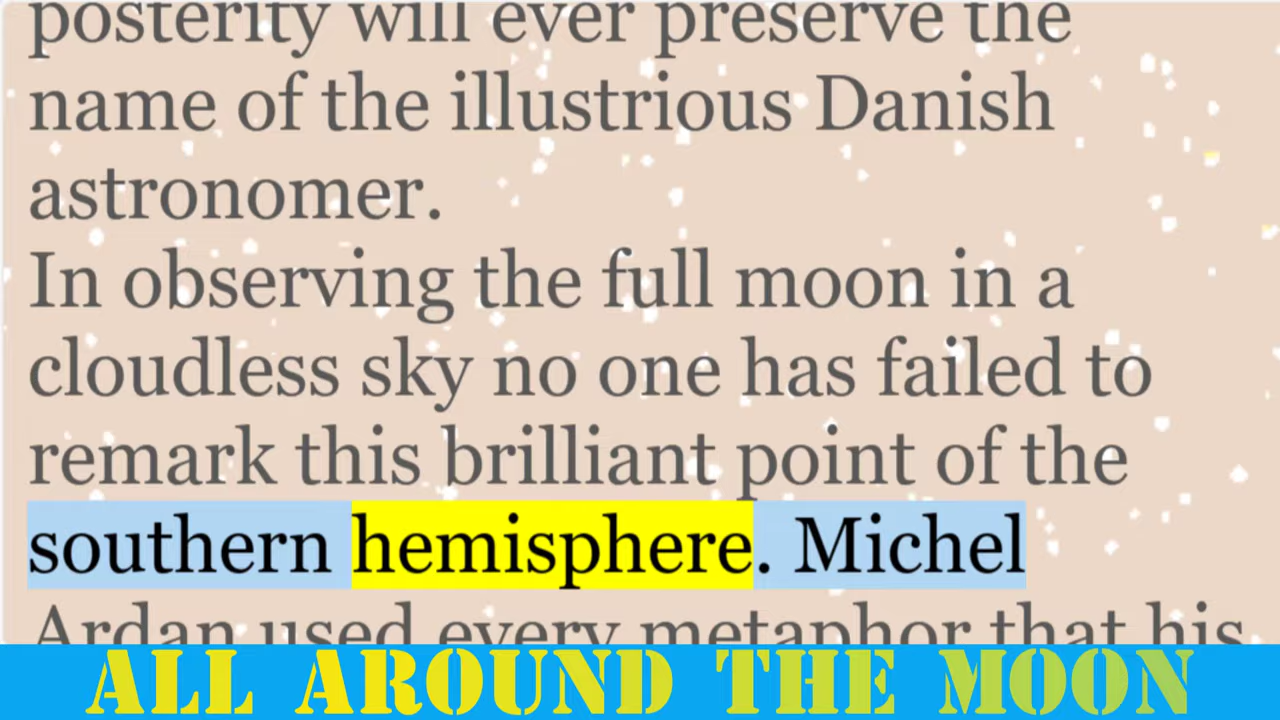 posterity will ever preserve the
name of the illustrious Danish
astronomer.
In observing the full moon in a
cloudless sky no one has failed to
remark this brilliant point of the
southern hemisphere. Michel
Ardan used every metaphor that his
ALL AROUND THE MOON